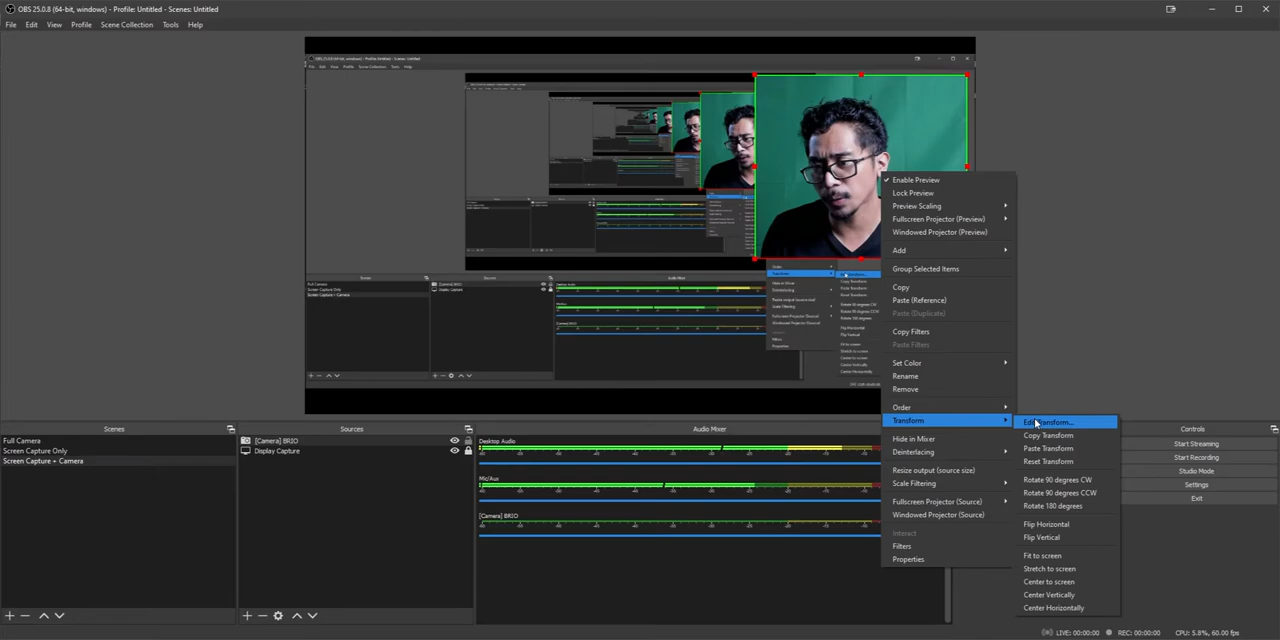 OBS 25.0.8 (64-bit, windows) - Profile: Untitled - Scenes: Untitled
File Edit View Profile Scene Collection Tools Help
Enable Preview
Lock Preview
Preview Scaling
Fullscreen Projector (Preview)
Windowed Projector (Preview)
Add
Group Selected Items
Copy
Paste (Reference)
Paste (Duplicate)
Copy Filters
Paste Filters
Set Color
Rename
Remove
Order
Transform
Hide in Mixer
Deinterlacing
Resize output (source size)
Scale Filtering
Fullscreen Projector (Source)
Windowed Projector (Source)
Interact
Filters
Properties
Copy Transform
Paste Transform
Reset Transform
Rotate 90 degrees CW
Rotate 90 degrees CCW
Rotate 180 degrees
Flip Horizontal
Flip Vertical
Fit to screen
Stretch to screen
Center to screen
Center Vertically
Center Horizontally
Scenes
Full Camera
Screen Capture Only
Screen Capture + Camera
Sources
[Camera] BRIO
Display Capture
Audio Mixer
Desktop Audio
Mic/Aux
[Camera] BRIO
Controls
Start Streaming
Start Recording
Studio Mode
Settings
Exit
LIVE: 00:00:00 REC: 00:00:00 CPU: 5.8%, 60.00 fps